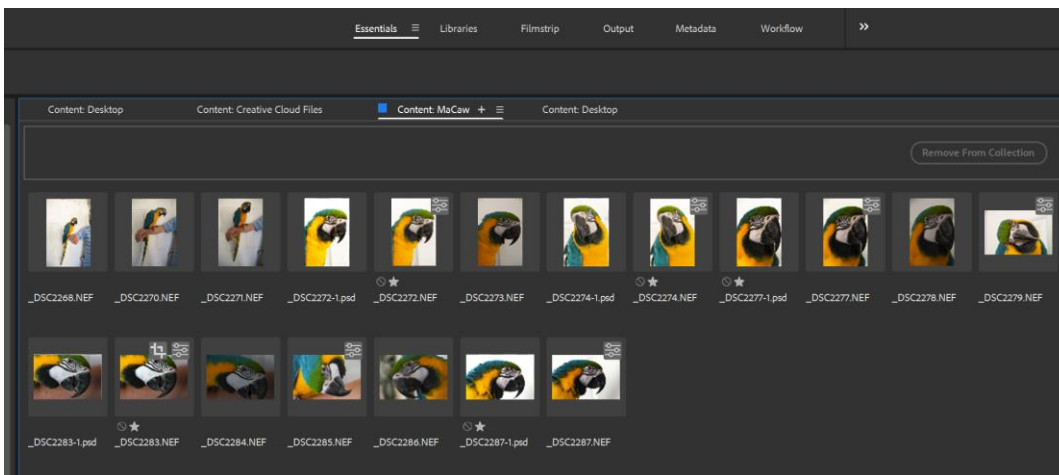 Essentials Libraries Filmstrip Output Metadata Workflow
Content: Desktop Content: Creative Cloud Files Content: MaCaw Content: Desktop
Remove From Collection
_DSC2268.NEF _DSC2270.NEF _DSC2271.NEF _DSC2272-1.psd _DSC2272.NEF _DSC2273.NEF _DSC2274-1.psd _DSC2274.NEF _DSC2277-1.psd _DSC2277.NEF _DSC2278.NEF _DSC2279.NEF
_DSC2283-1.psd _DSC2283.NEF _DSC2284.NEF _DSC2285.NEF _DSC2286.NEF _DSC2287-1.psd _DSC2287.NEF